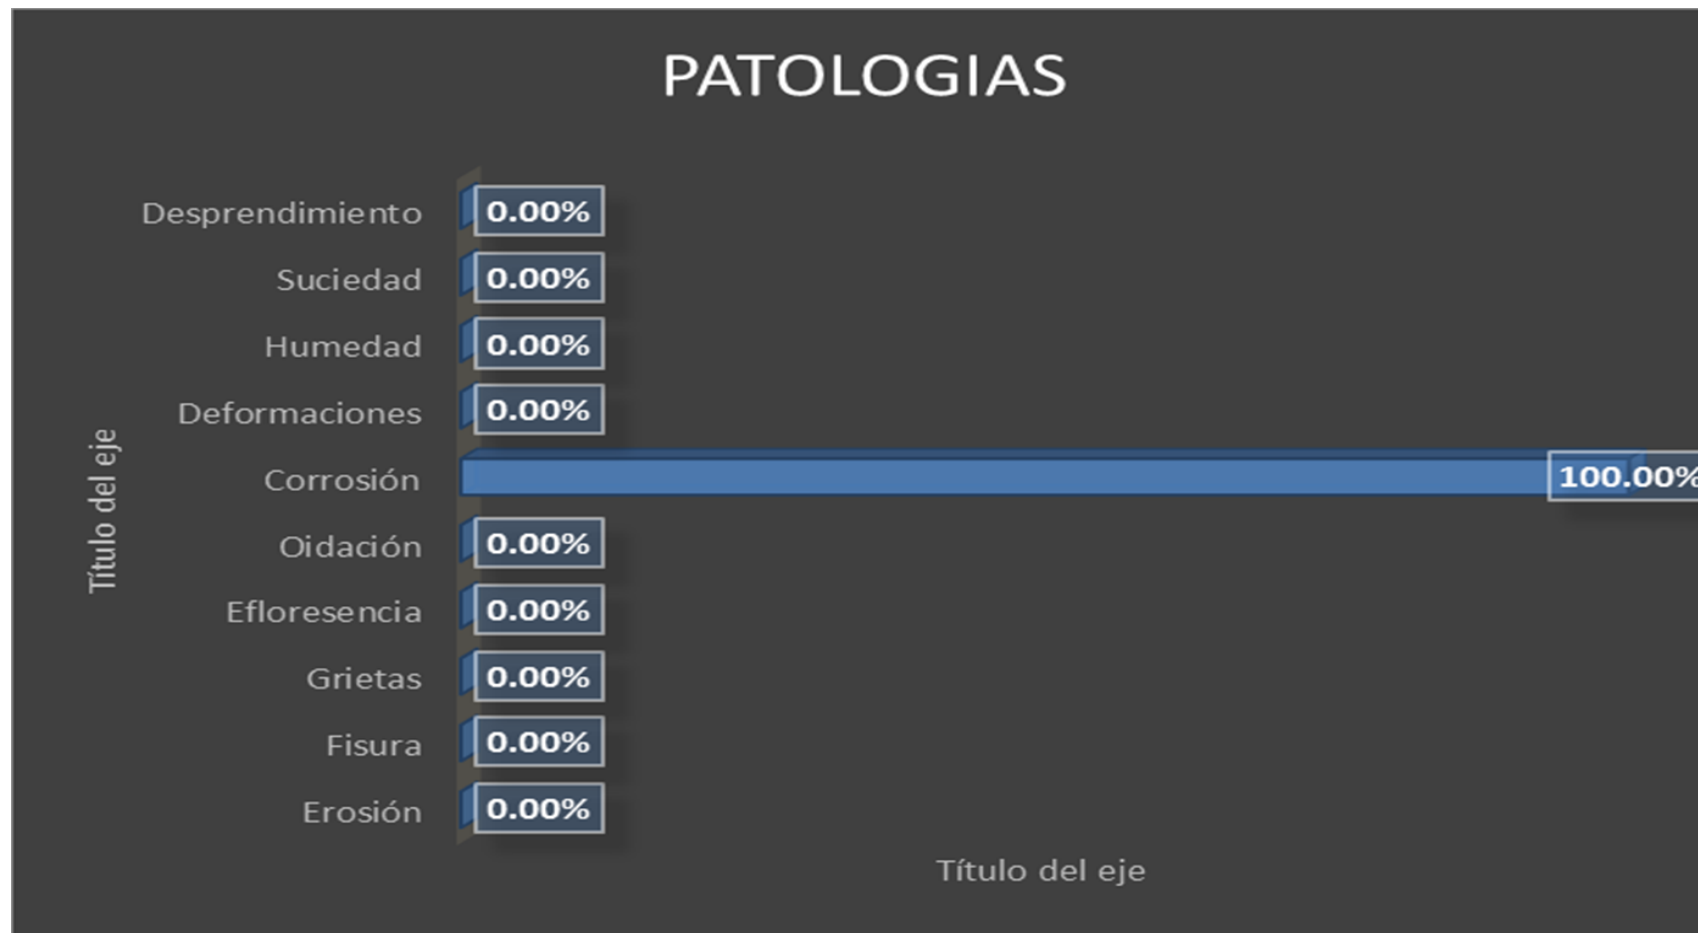 PATOLOGIAS
Desprendimiento 0.00%
Suciedad 0.00%
Humedad 0.00%
Deformaciones 0.00%
Corrosión 100.00%
Oidación 0.00%
Efloresencia 0.00%
Grietas 0.00%
Fisura 0.00%
Erosión 0.00%
Título del eje
Título del eje